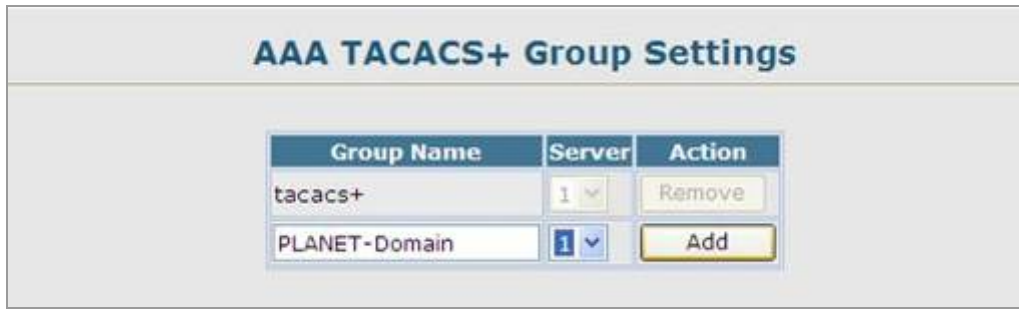 AAA TACACS+ Group Settings
Group Name Server Action
tacacs+ 1 Remove
PLANET-Domain 1 Add